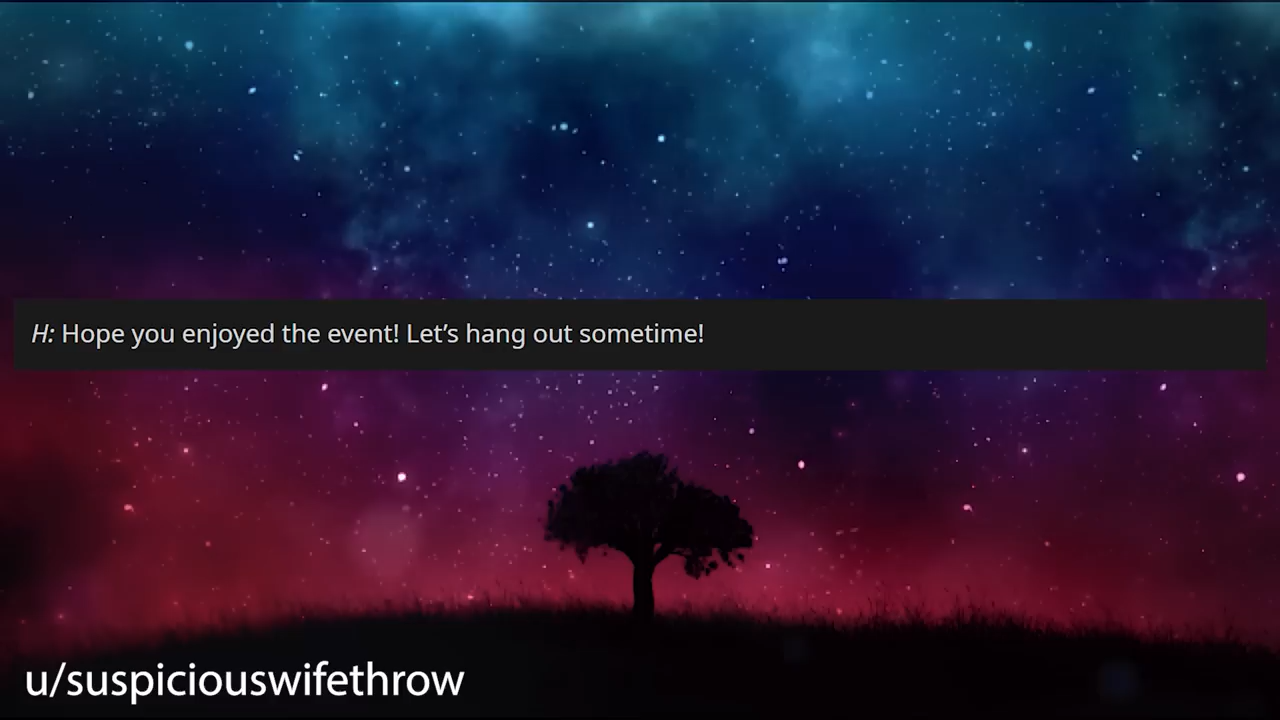 H: Hope you enjoyed the event! Let’s hang out sometime!
u/suspiciouswifethrow